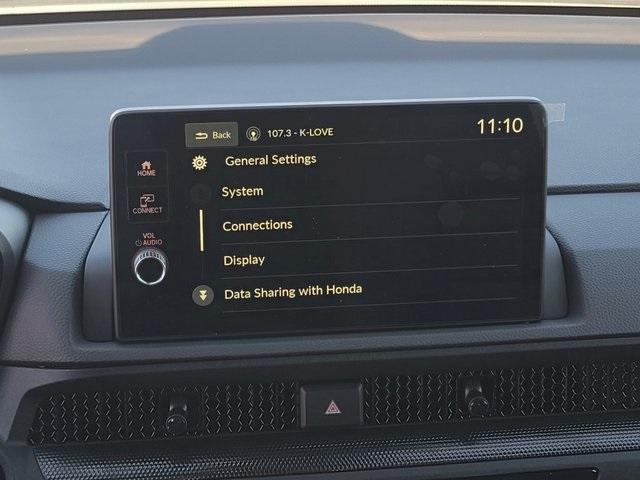 Back
107.3 - K-LOVE
11:10
General Settings
HOME
System
CONNECT
Connections
VOL
AUDIO
Display
Data Sharing with Honda